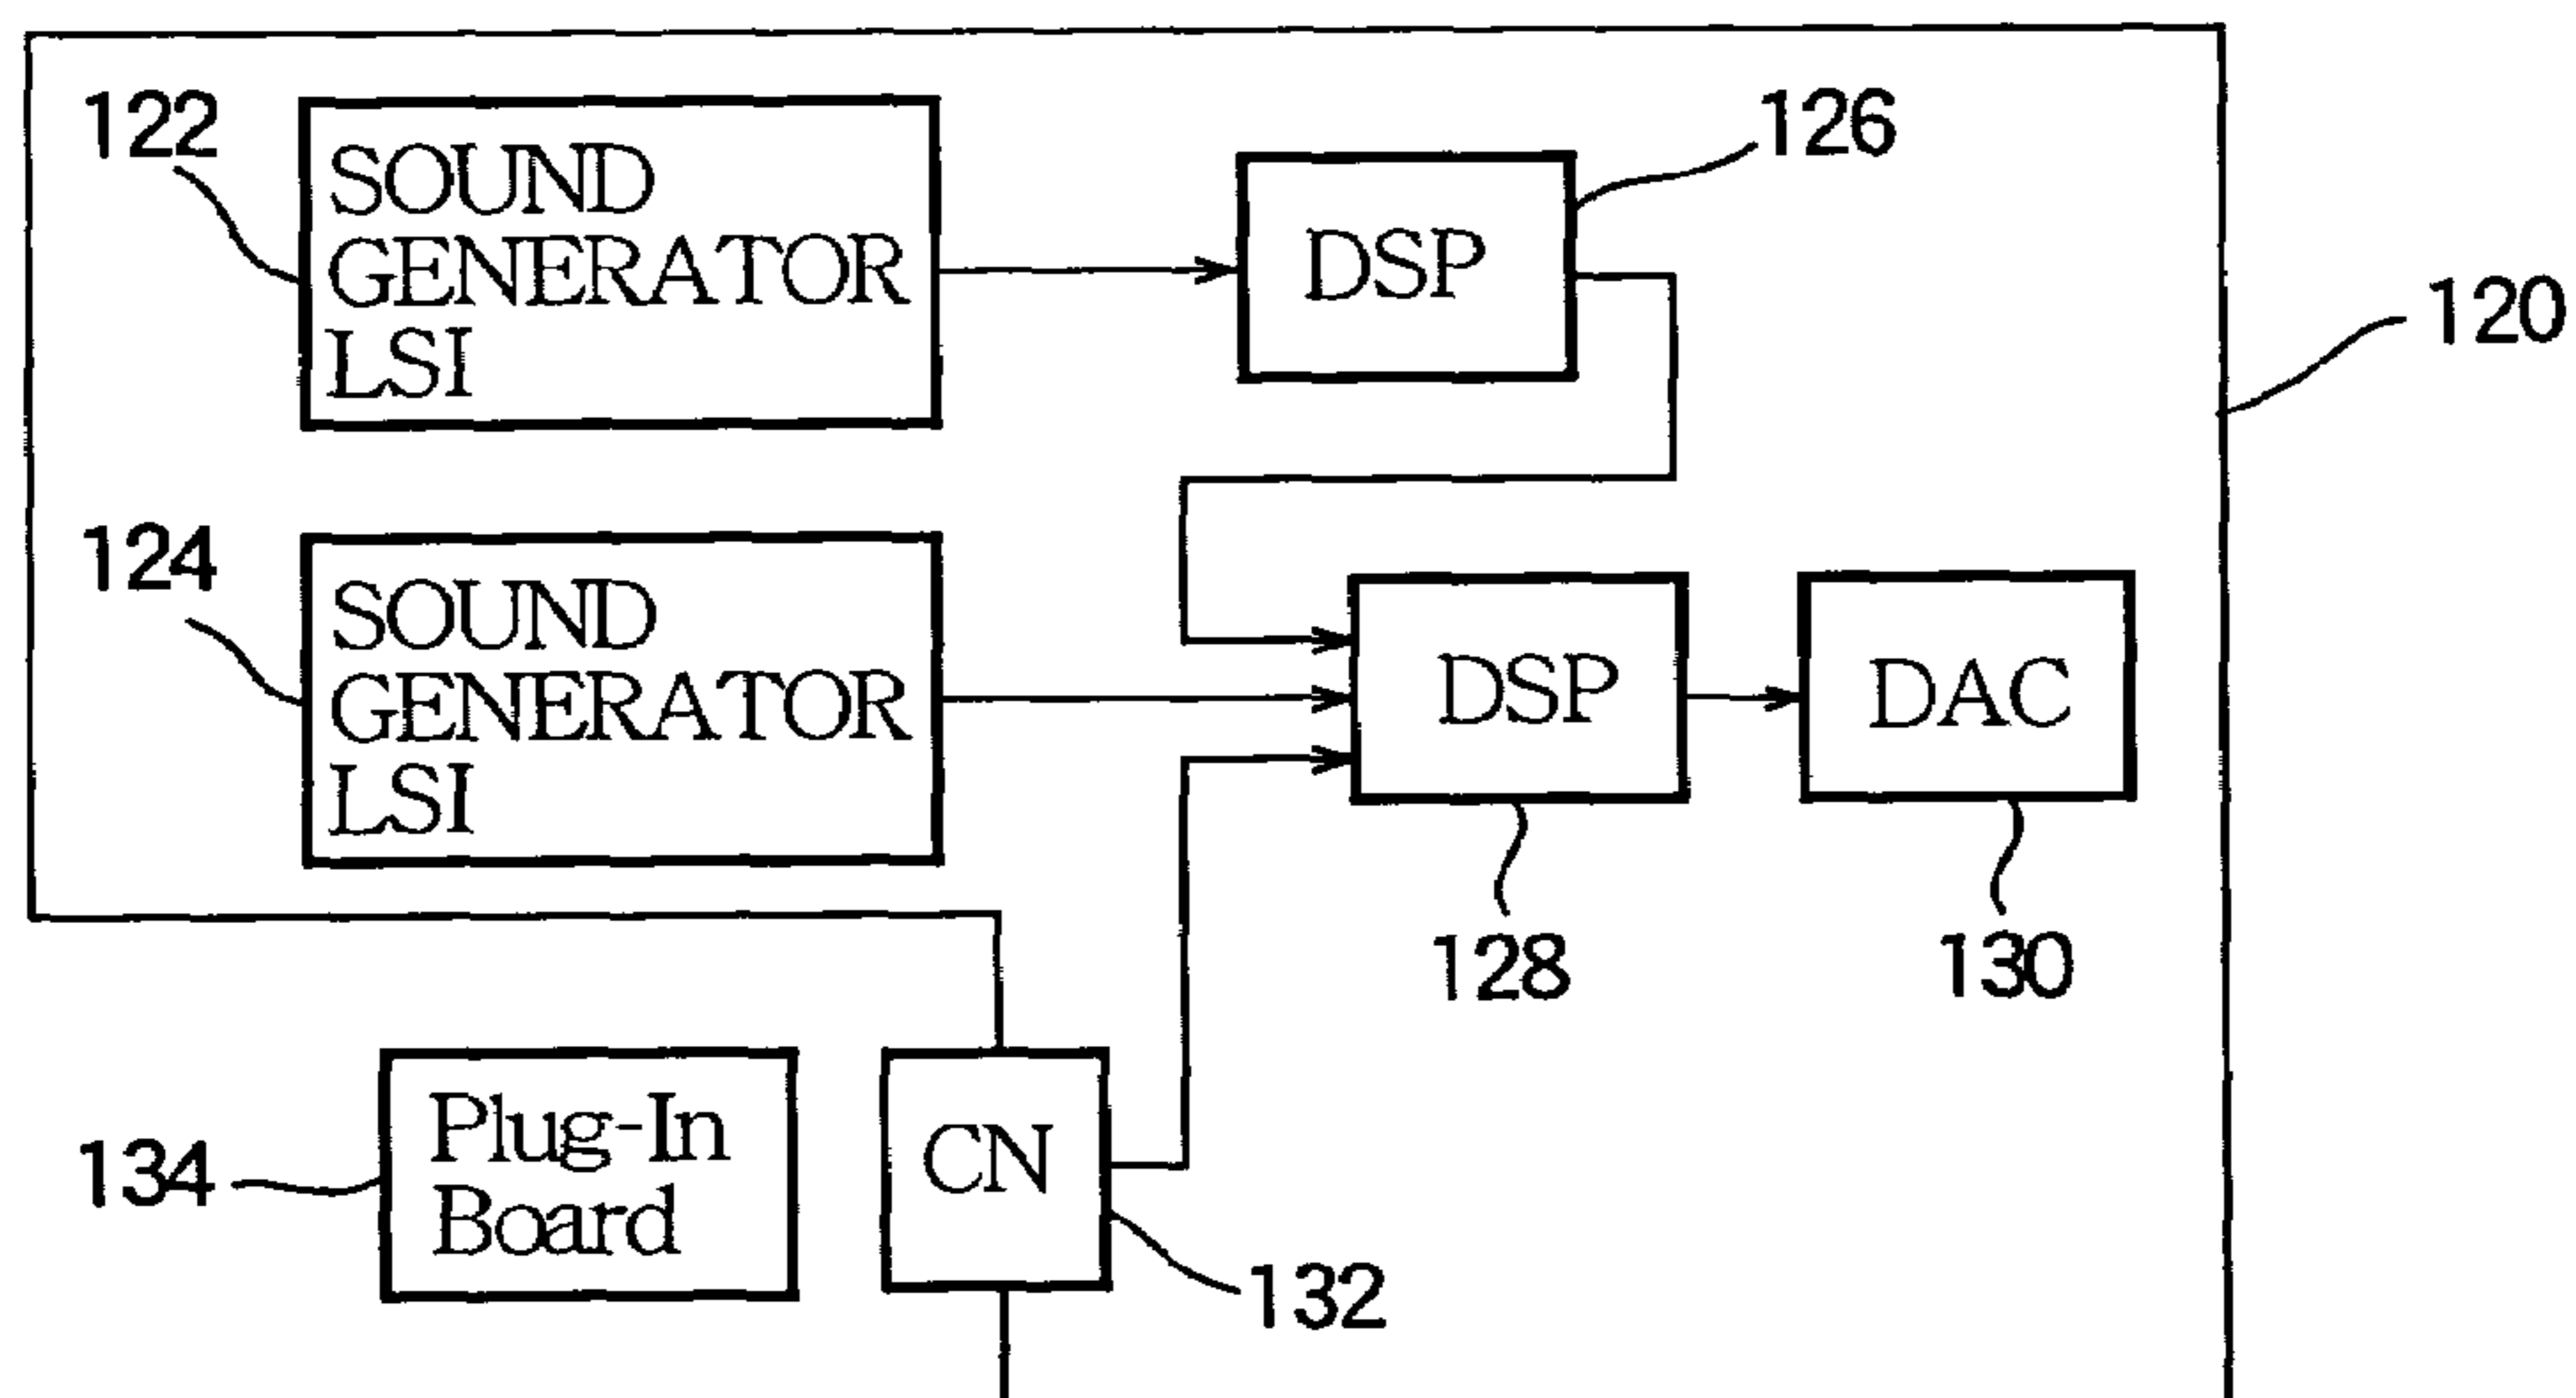 122
SOUND
GENERATOR
LSI
126
DSP
120
124
SOUND
GENERATOR
LSI
DSP
DAC
128
130
134
Plug-In
Board
CN
132